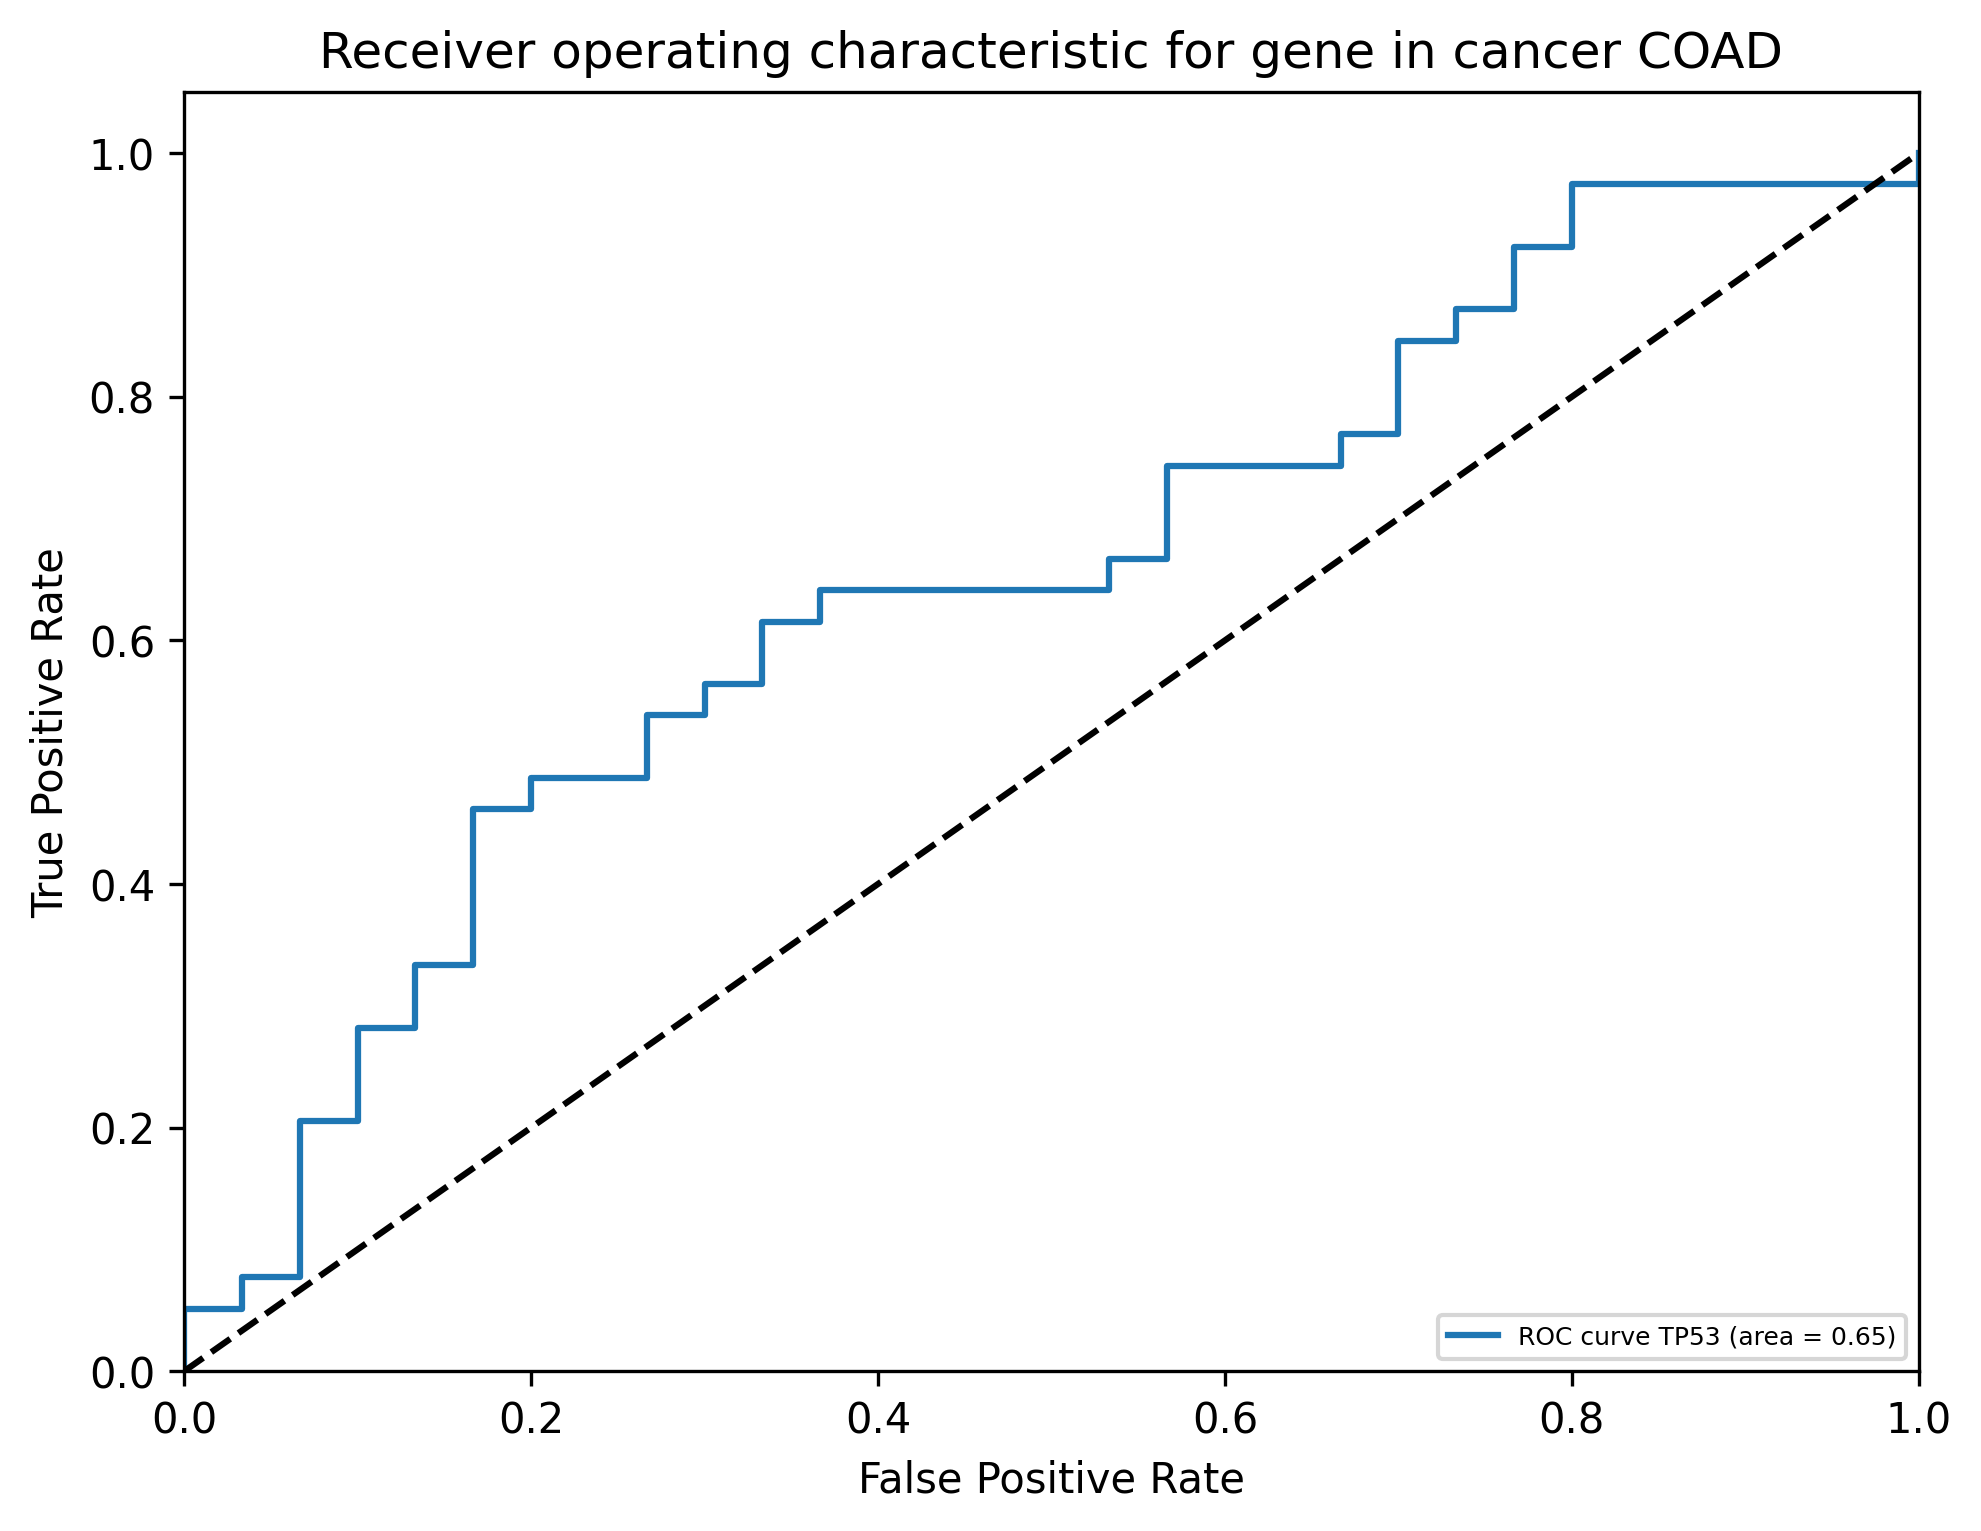 Receiver operating characteristic for gene in cancer COAD
1.0
0.8
0.6
0.4
0.2
0.0
True Positive Rate
ROC curve TP53 (area = 0.65)
0.0 0.2 0.4 0.6 0.8 1.0
False Positive Rate